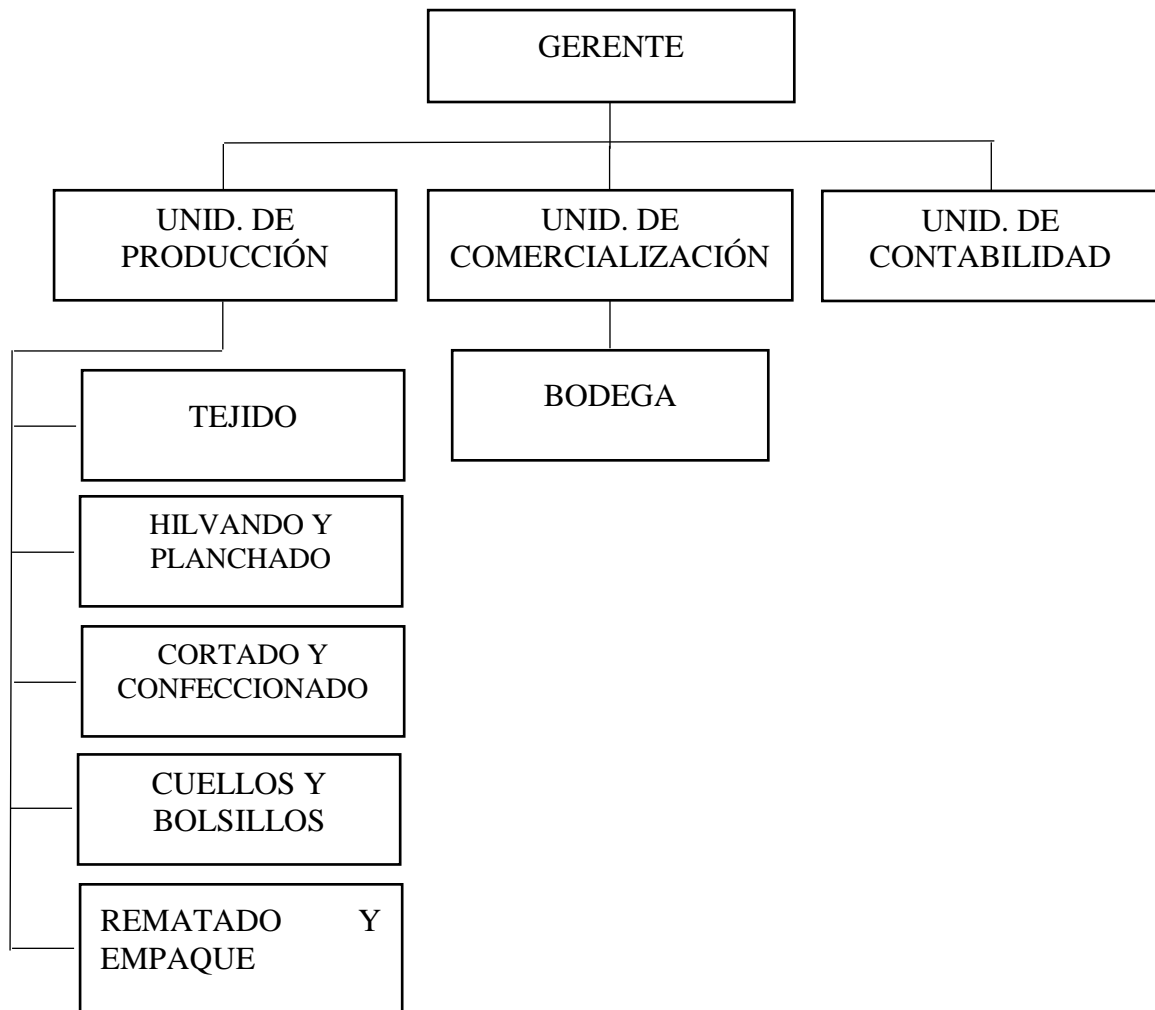 GERENTE
UNID. DE
PRODUCCIÓN
UNID. DE
COMERCIALIZACIÓN
UNID. DE
CONTABILIDAD
TEJIDO
BODEGA
HILVANDO Y
PLANCHADO
CORTADO Y
CONFECCIONADO
CUELLOS Y
BOLSILLOS
REMATADO Y
EMPAQUE